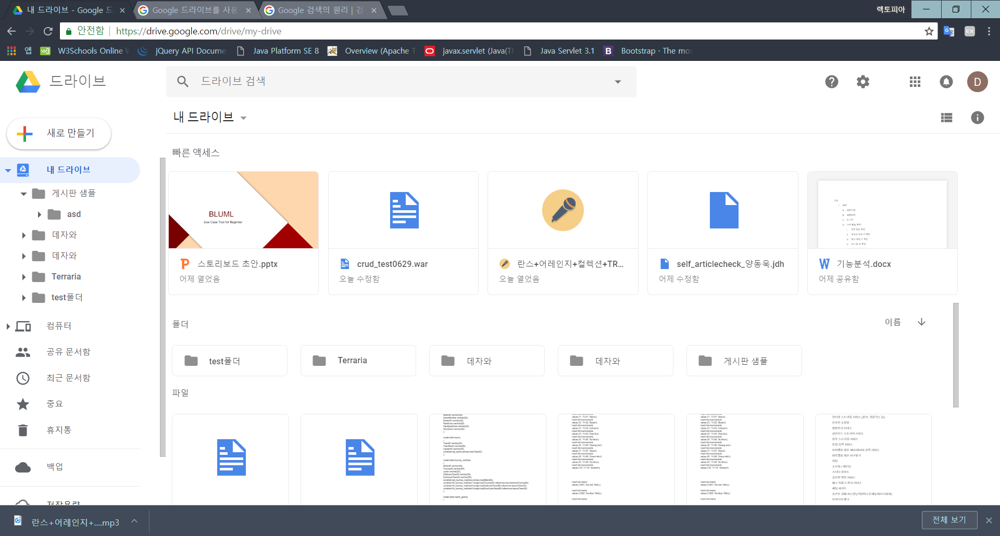 내 드라이브 - Google 드
Google 드라이브를 사용
Google 검색의 원리 | 검
렉토피아
안전함
https://drive.google.com/drive/my-drive
앱
W3Schools Online
jQuery API Docume
Java Platform SE 8
Overview (Apache T
javax.servlet (Java(T
Java Servlet 3.1
Bootstrap · The mos
드라이브
드라이브 검색
D
내 드라이브
새로 만들기
내 드라이브
게시판 샘플
asd
데자와
데자와
Terraria
test폴더
컴퓨터
공유 문서함
최근 문서함
중요
휴지통
백업
저장용량
빠른 액세스
BLUML
Use Case Tool for Beginner
스토리보드 초안.pptx
어제 열었음
crud_test0629.war
오늘 수정함
란스+어레인지+컬렉션+TR...
오늘 열었음
self_articlecheck_양동욱.jdh
어제 수정함
기능분석.docx
어제 공유함
폴더
이름
test폴더
Terraria
데자와
데자와
게시판 샘플
파일
란스+어레인지+....mp3
전체 보기